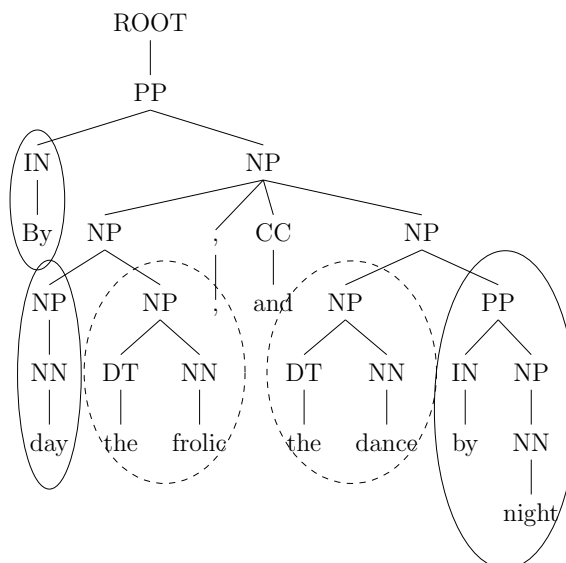 ROOT
PP
IN NP
By NP , CC NP
NP NP , and NP PP
NN DT NN DT NN IN NP
day the frolic the dance by NN
night